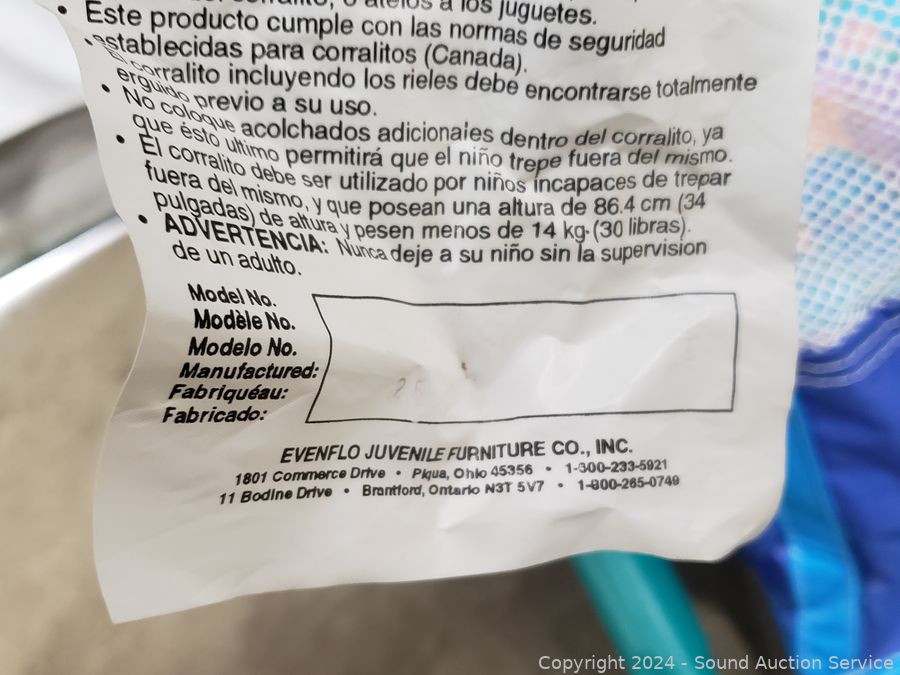 corralito, o átelos a los juguetes.
• Este producto cumple con las normas de seguridad
establecidas para corralitos (Canada).
• El corralito incluyendo los rieles debe encontrarse totalmente
erguido previo a su uso.
• No coloque acolchados adicionales dentro del corralito, ya
que ésto ultimo permitirá que el niño trepe fuera del mismo.
• El corralito debe ser utilizado por niños incapaces de trepar
fuera del mismo, y que posean una altura de 86.4 cm (34
pulgadas) de altura y pesen menos de 14 kg. (30 libras).
• ADVERTENCIA: Nunca deje a su niño sin la supervision
de un adulto.
Model No.
Modèle No.
Modelo No.
Manufactured:
Fabriquéau:
Fabricado:
EVENFLO JUVENILE FURNITURE CO., INC.
1801 Commerce Drive • Piqua, Ohio 45356 • 1-800-233-5921
11 Bodine Drive • Brantford, Ontario N3T 5V7 • 1-800-265-0749
Copyright 2024 - Sound Auction Service